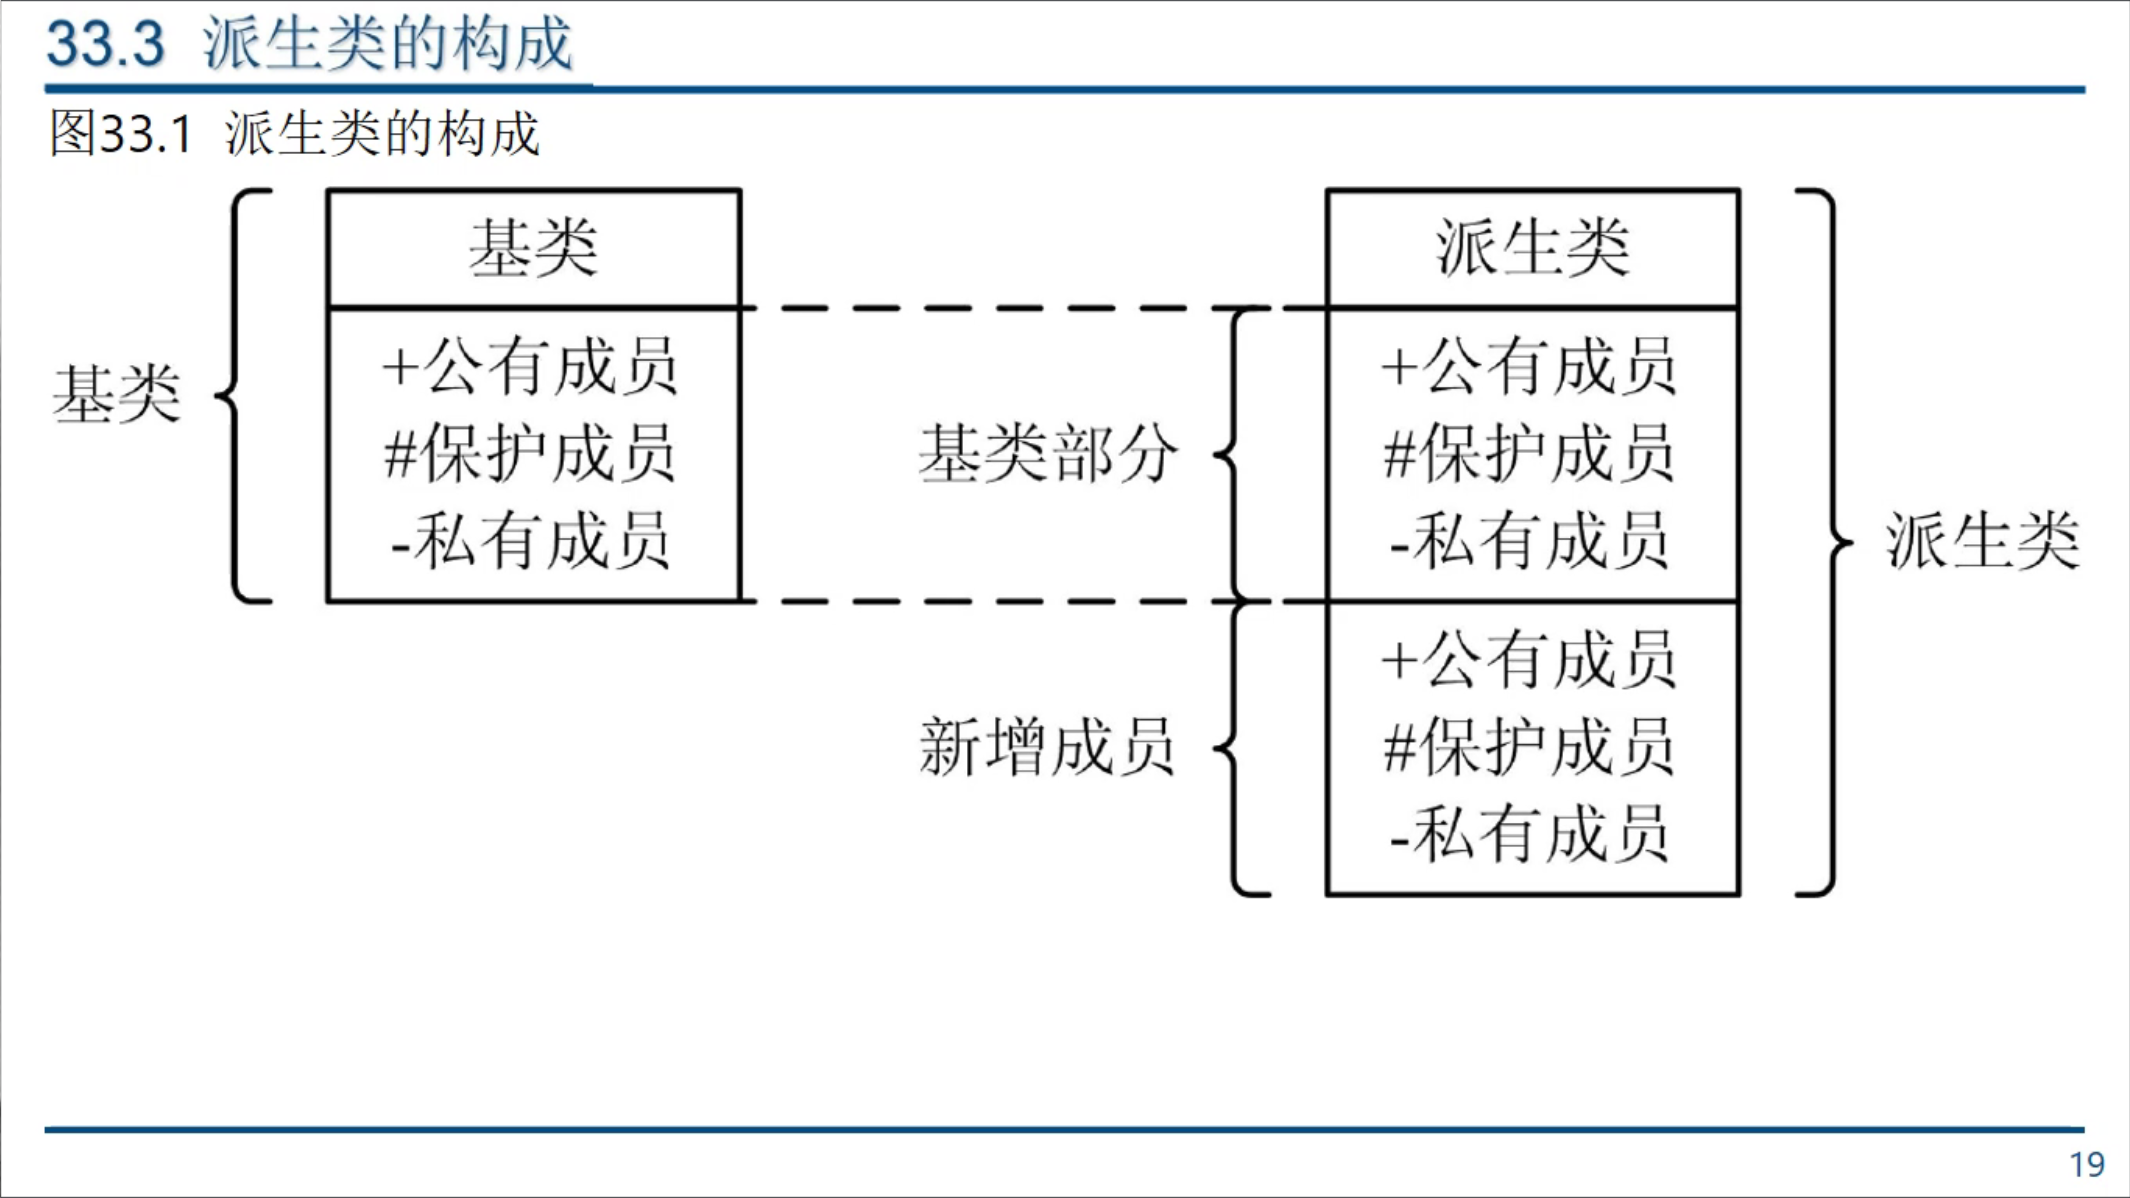 33.3 派生类的构成
图33.1 派生类的构成
基类
基类
+公有成员
#保护成员
-私有成员
派生类
基类部分
+公有成员
#保护成员
-私有成员
新增成员
+公有成员
#保护成员
-私有成员
派生类
19